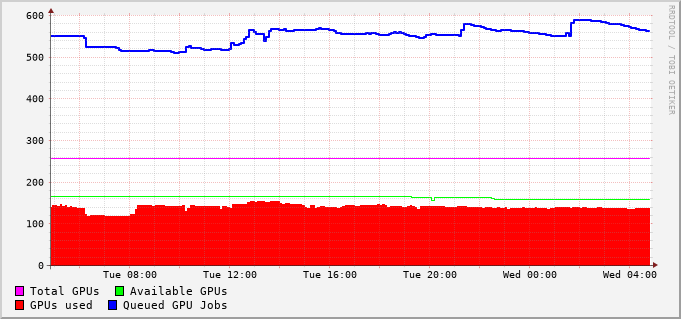 600
500
400
300
200
100
0
Tue 08:00 Tue 12:00 Tue 16:00 Tue 20:00 Wed 00:00 Wed 04:00
Total GPUs Available GPUs
GPUs used Queued GPU Jobs
RRDTOOL / TOBI OETIKER